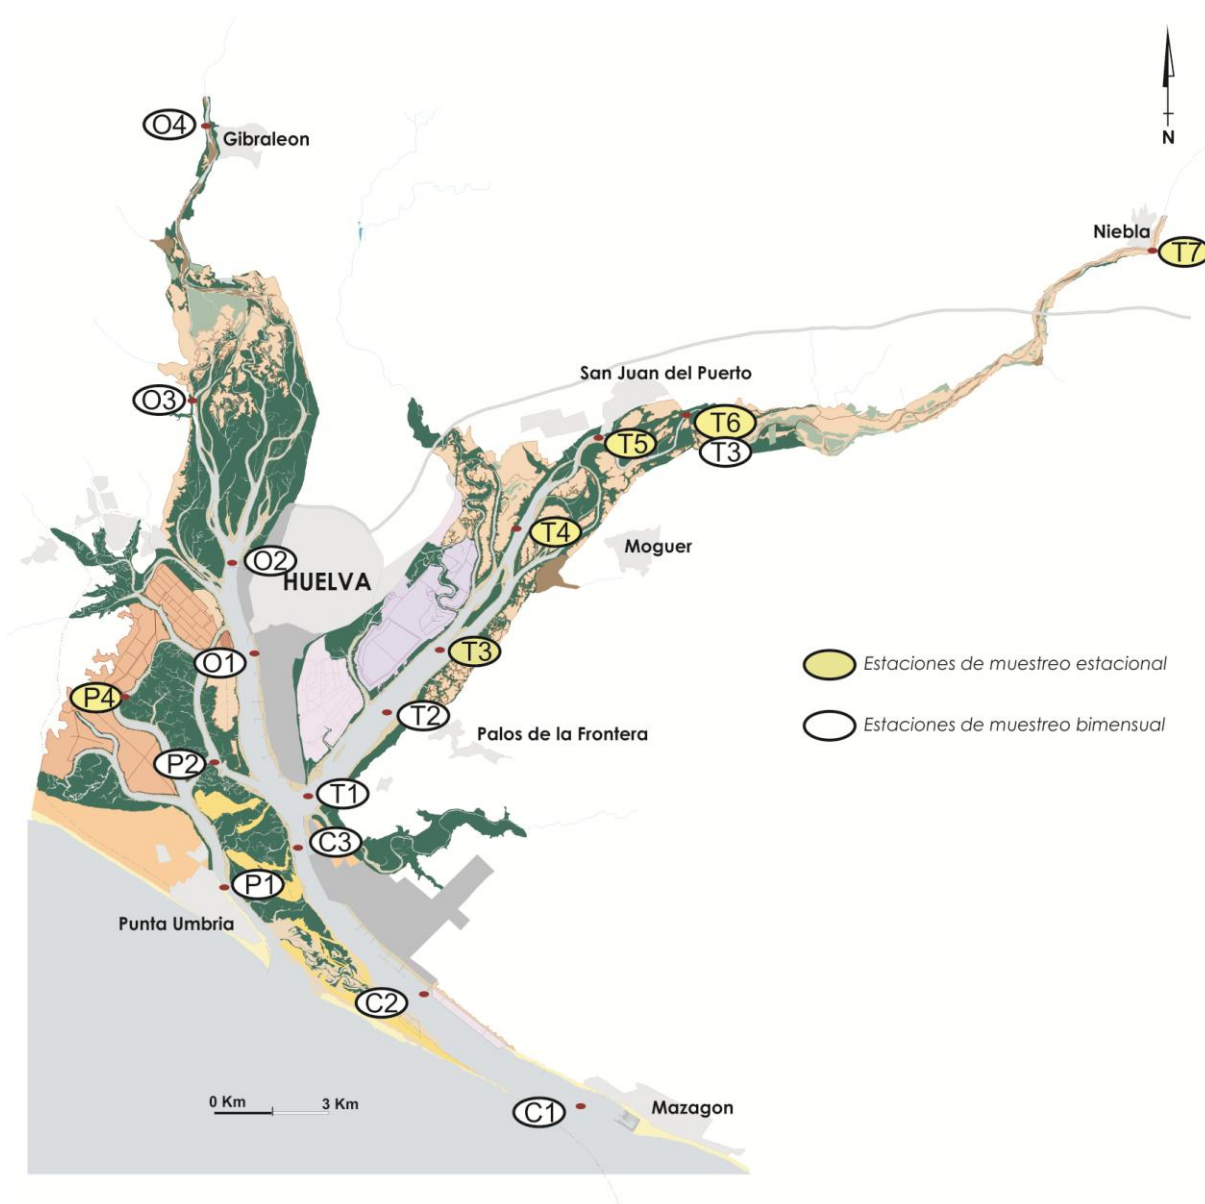 O4
Gibraleon
N
Niebla
T7
San Juan del Puerto
O3
T6
T5
T3
T4
Moguer
O2
HUELVA
O1
T3
Estaciones de muestreo estacional
P4
T2
Estaciones de muestreo bimensual
Palos de la Frontera
P2
T1
C3
P1
Punta Umbria
C2
0 Km
3 Km
C1
Mazagon